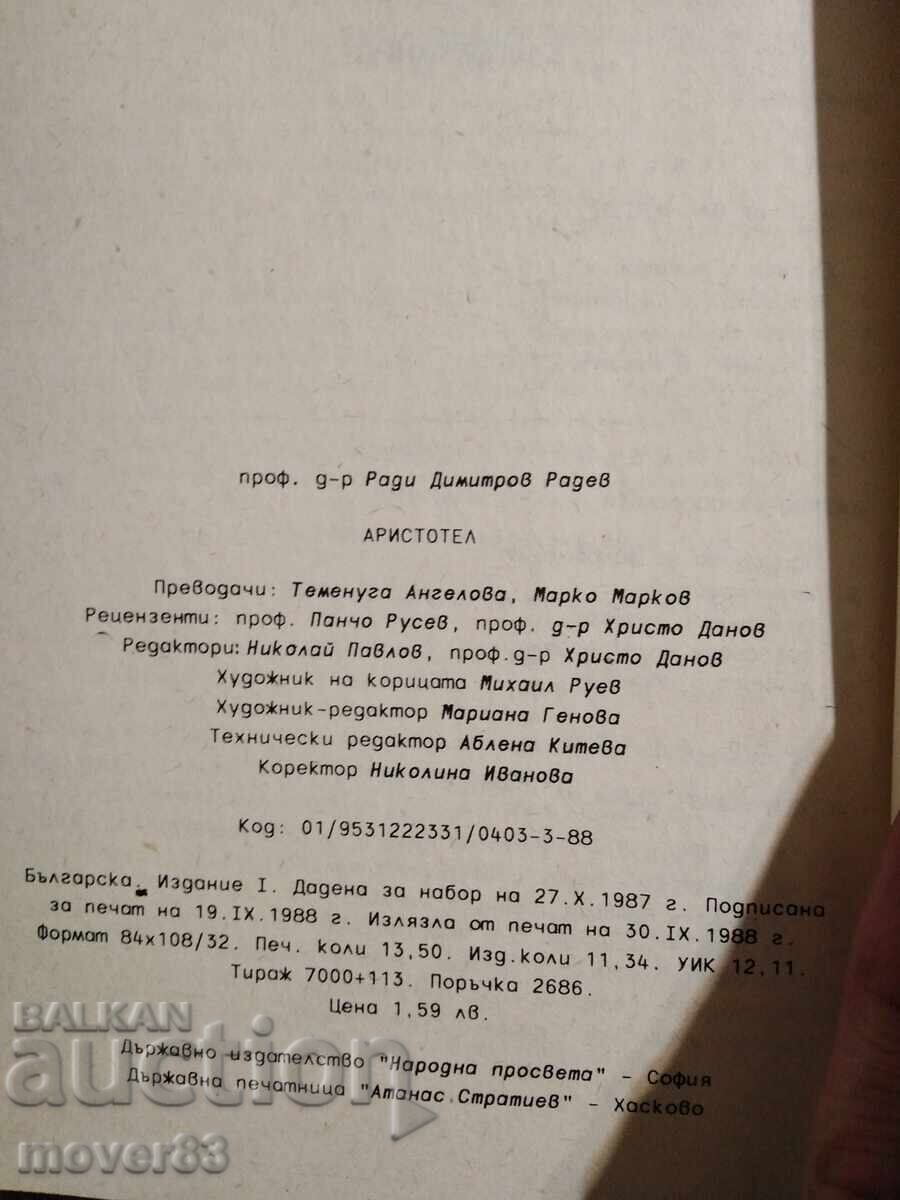 проф. д-р Ради Димитров Радев
АРИСТОТЕЛ
Преводачи: Теменуга Ангелова, Марко Марков
Рецензенти: проф. Панчо Русев, проф. д-р Христо Данов
Редактори: Николай Павлов, проф. д-р Христо Данов
Художник на корицата Михаил Руев
Художник-редактор Мариана Генова
Технически редактор Аблена Китева
Коректор Николина Иванова
Код: 01/9531222331/0403-3-88
Българска. Издание I. Дадена за набор на 27.X.1987 г. Подписана
за печат на 19.IX.1988 г. Излязла от печат на 30.IX.1988 г.
Формат 84x108/32. Печ. коли 13,50. Изд. коли 11,34. УИК 12,11.
Тираж 7000+113. Поръчка 2686.
Цена 1,59 лв.
Държавно издателство "Народна просвета" – София
Държавна печатница "Атанас Стратиев" – Хасково
BALKAN
auction
mover83